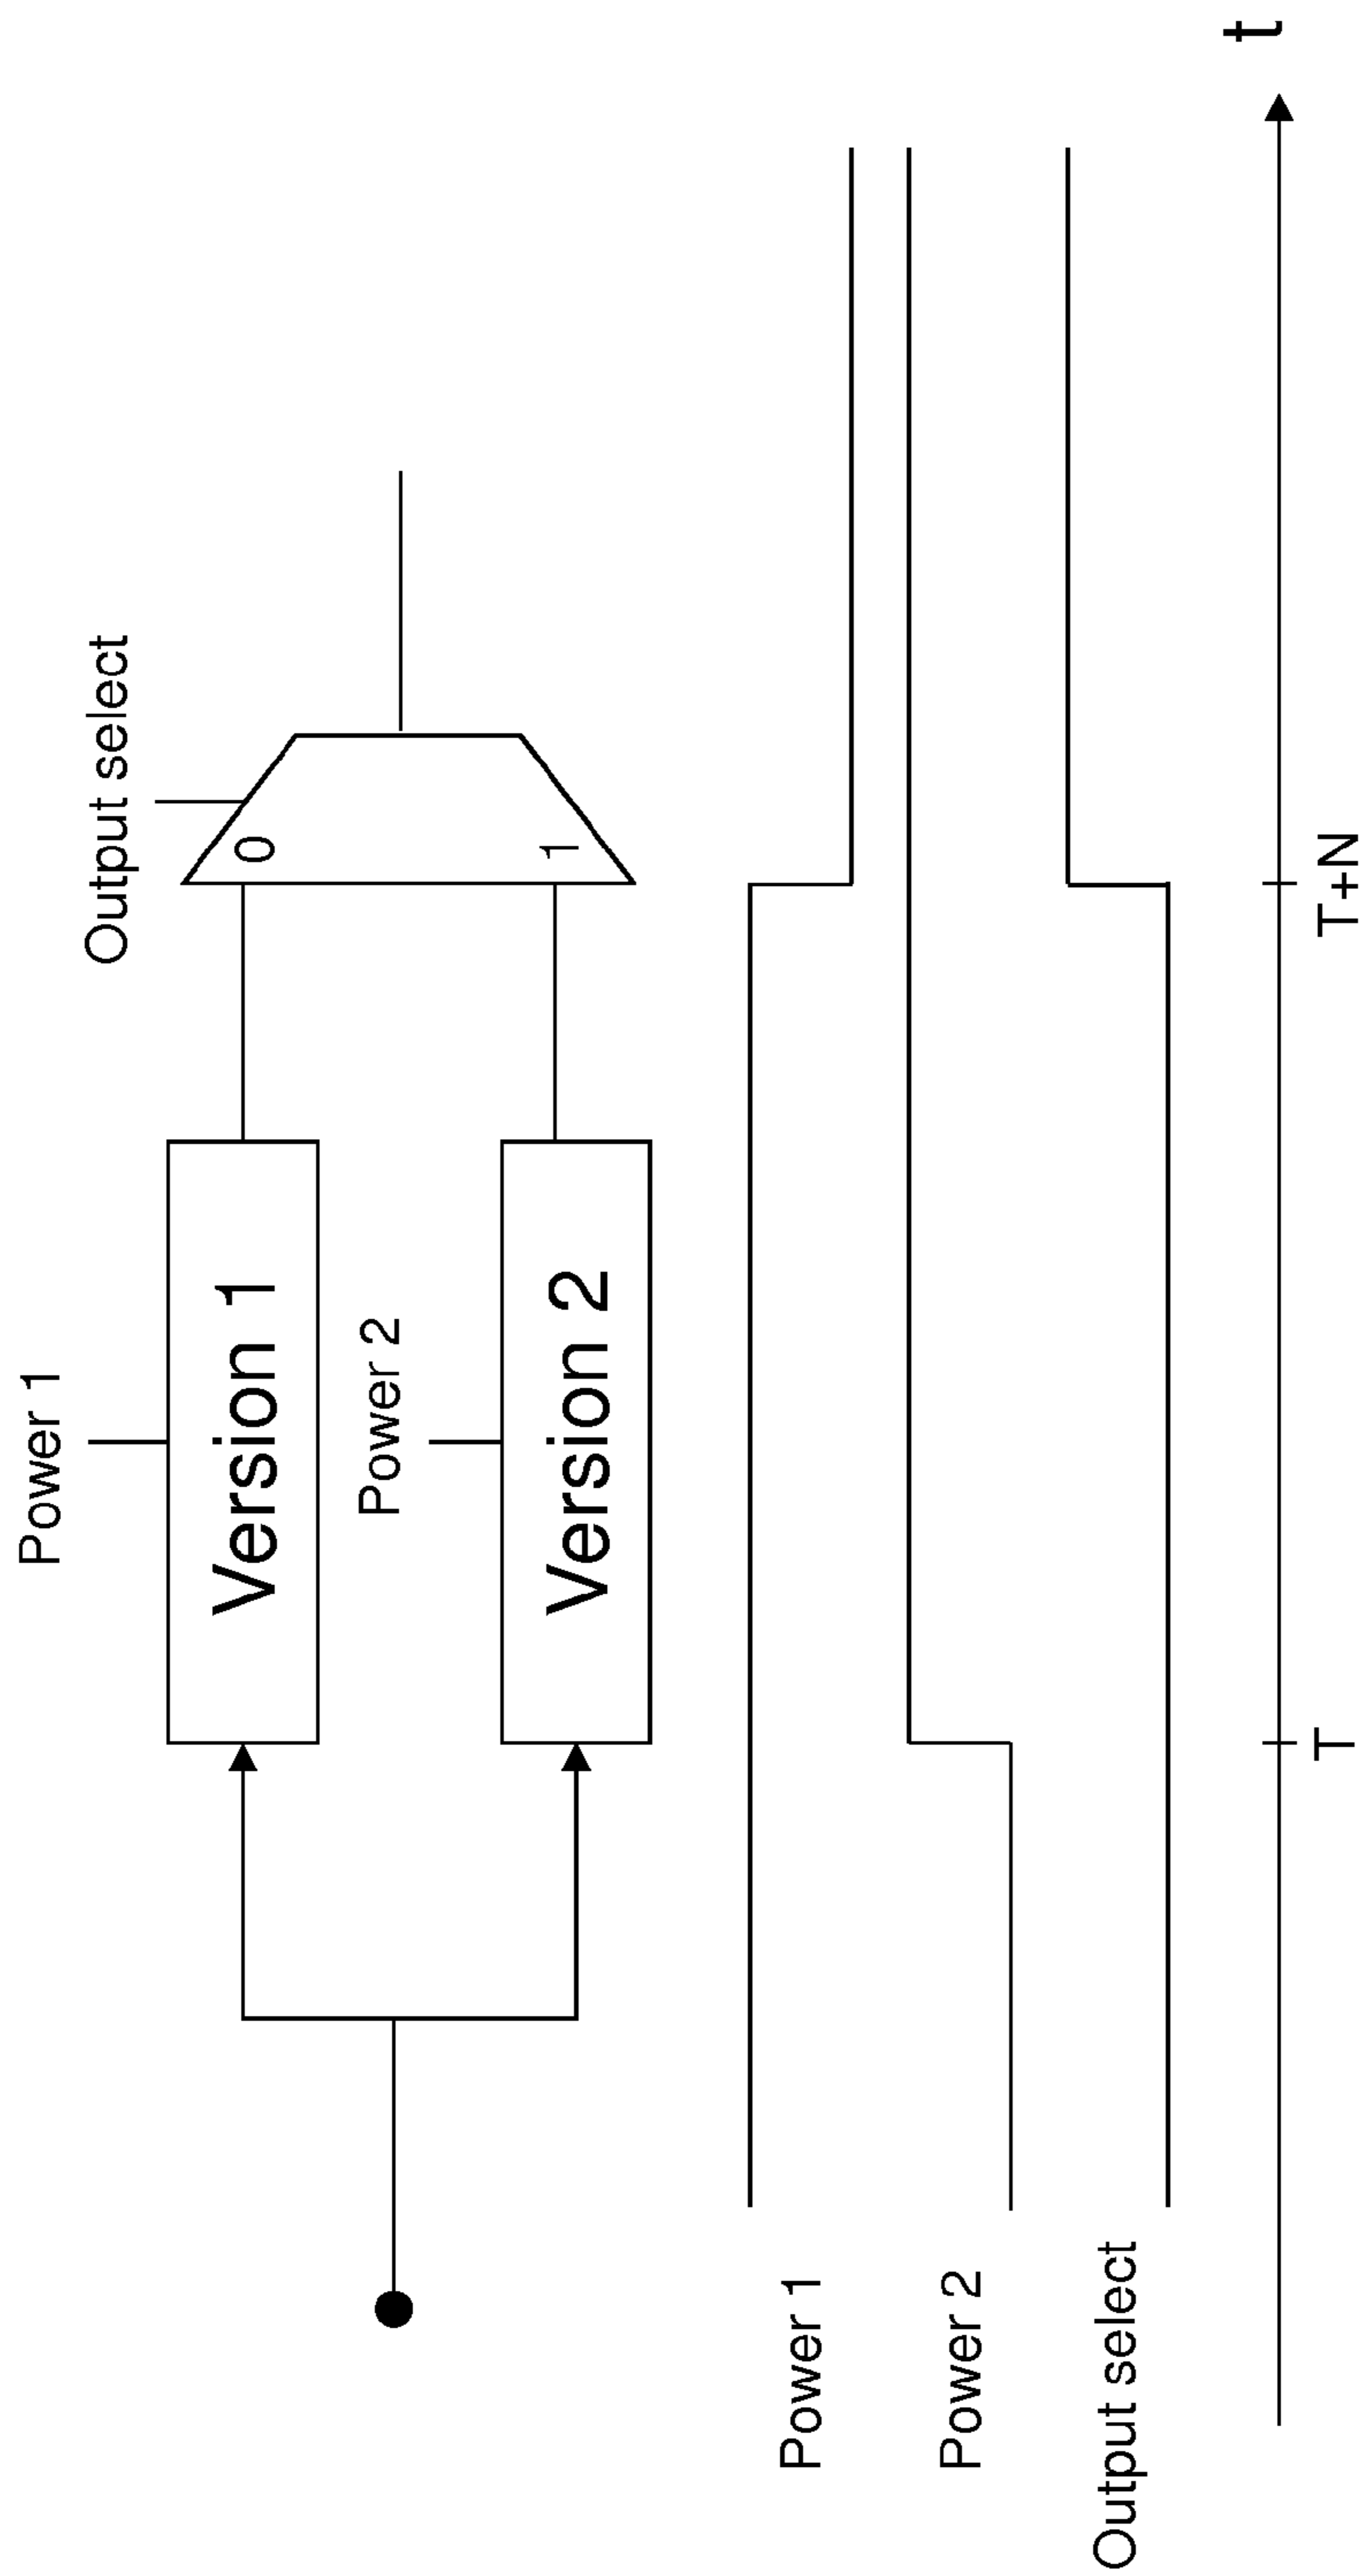 Power 1
Output select
Version 1
0
Power 2
Version 2
1
Power 1
Power 2
Output select
T
T+N
t